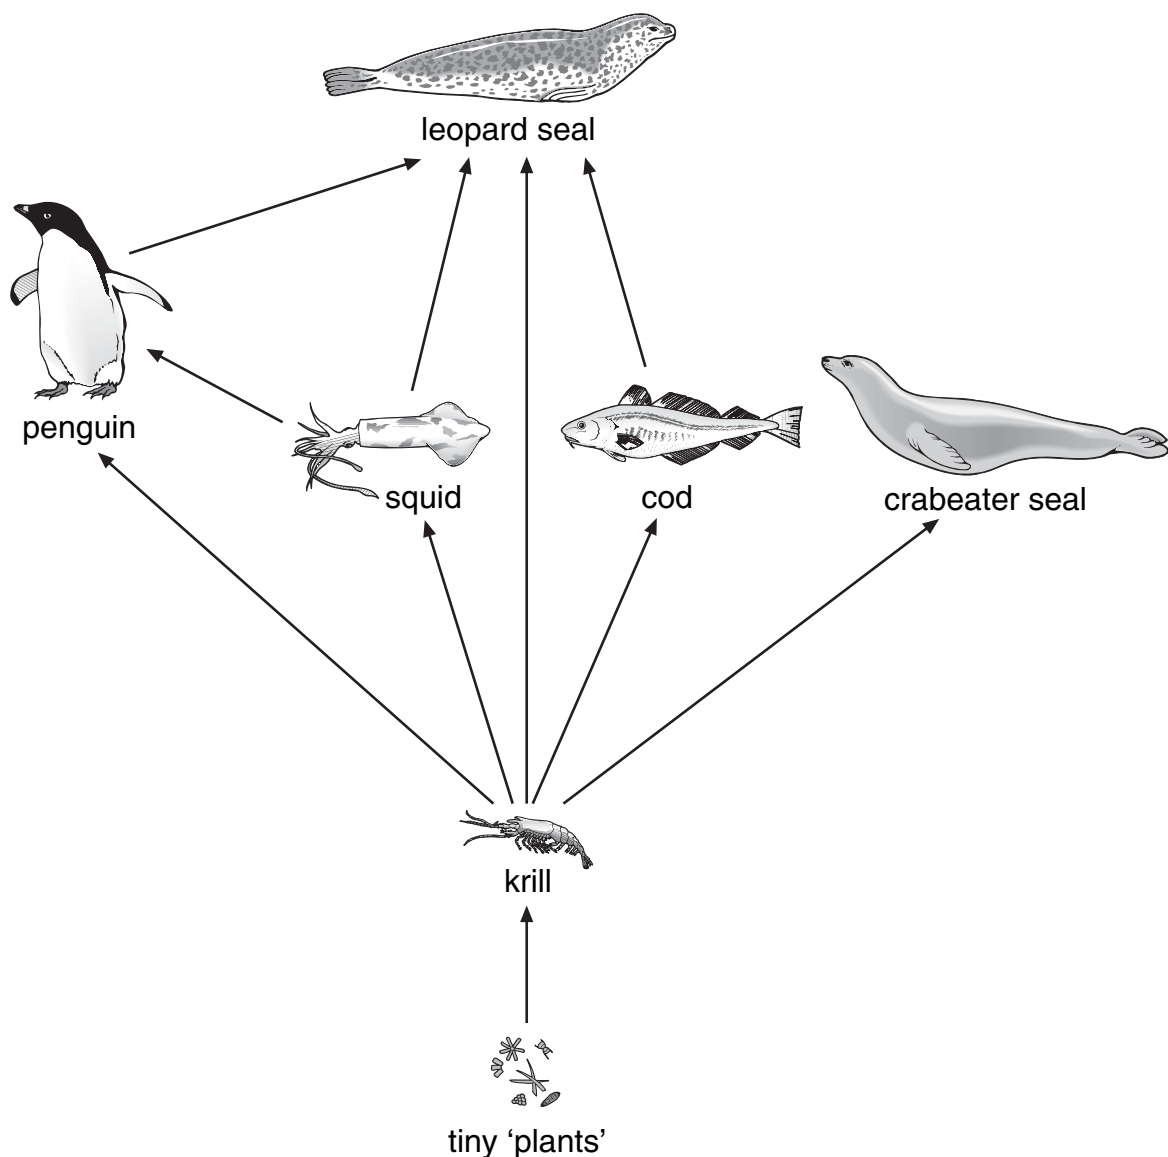 leopard seal
penguin
squid
cod
crabeater seal
krill
tiny ‘plants’